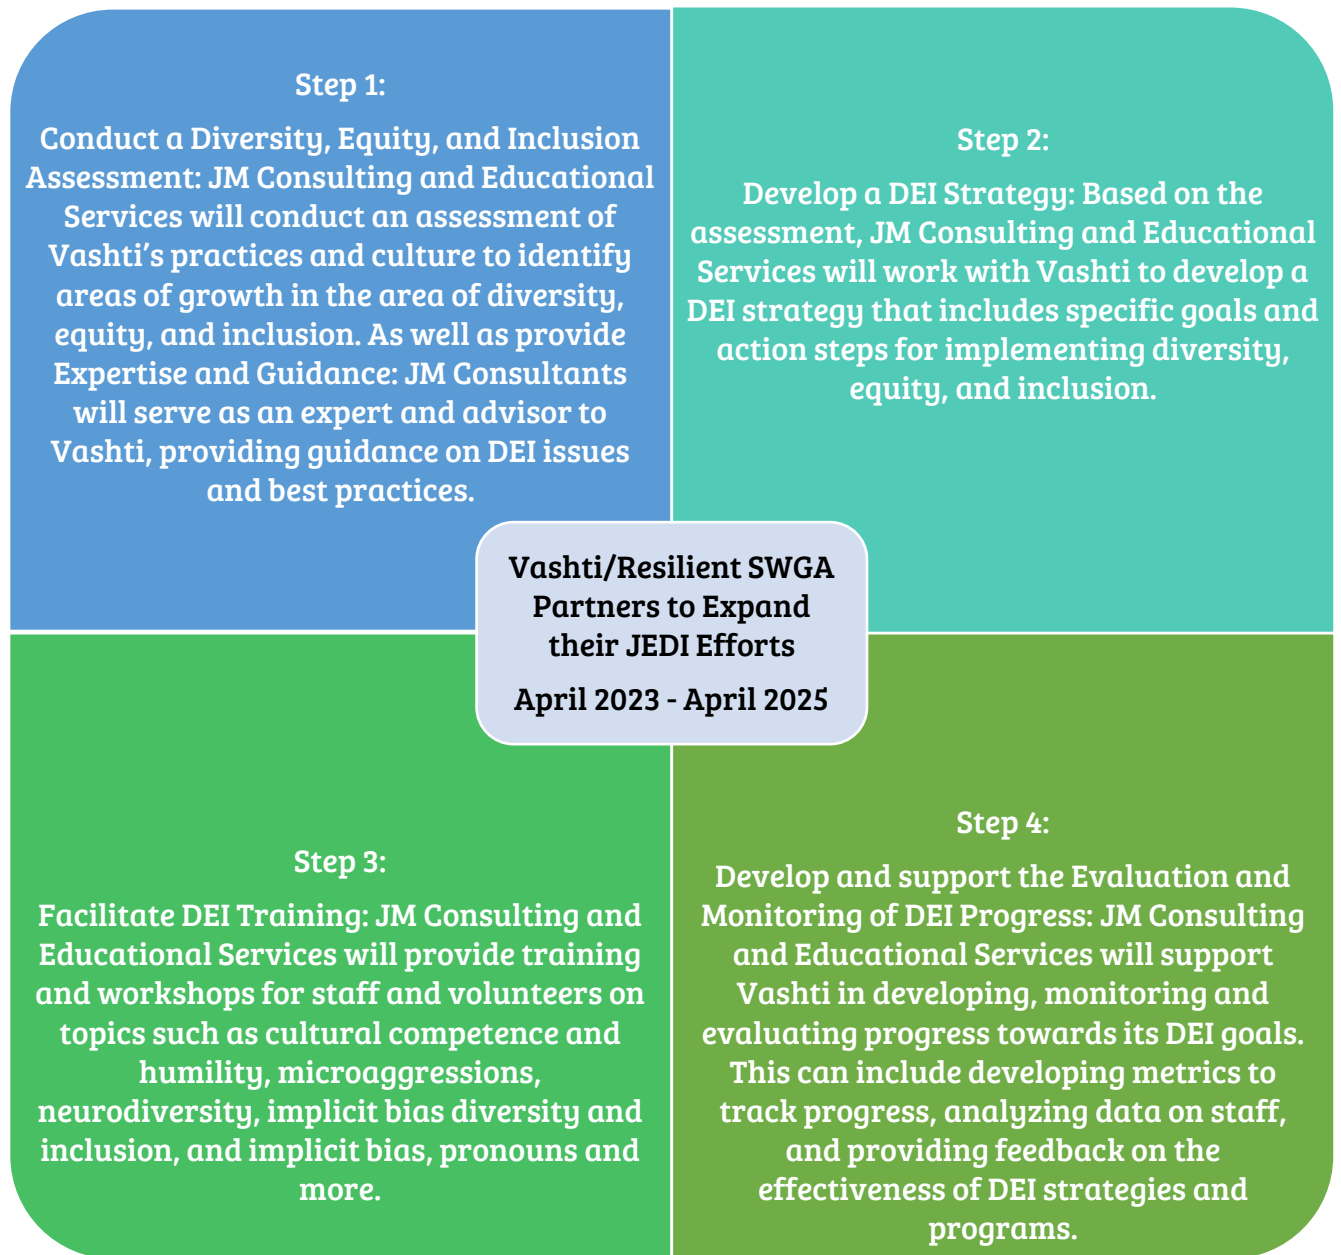 Step 1:
Conduct a Diversity, Equity, and Inclusion
Assessment: JM Consulting and Educational
Services will conduct an assessment of
Vashti’s practices and culture to identify
areas of growth in the area of diversity,
equity, and inclusion. As well as provide
Expertise and Guidance: JM Consultants
will serve as an expert and advisor to
Vashti, providing guidance on DEI issues
and best practices.
Step 2:
Develop a DEI Strategy: Based on the
assessment, JM Consulting and Educational
Services will work with Vashti to develop a
DEI strategy that includes specific goals and
action steps for implementing diversity,
equity, and inclusion.
Vashti/Resilient SWGA
Partners to Expand
their JEDI Efforts
April 2023 - April 2025
Step 3:
Facilitate DEI Training: JM Consulting and
Educational Services will provide training
and workshops for staff and volunteers on
topics such as cultural competence and
humility, microaggressions,
neurodiversity, implicit bias diversity and
inclusion, and implicit bias, pronouns and
more.
Step 4:
Develop and support the Evaluation and
Monitoring of DEI Progress: JM Consulting
and Educational Services will support
Vashti in developing, monitoring and
evaluating progress towards its DEI goals.
This can include developing metrics to
track progress, analyzing data on staff,
and providing feedback on the
effectiveness of DEI strategies and
programs.